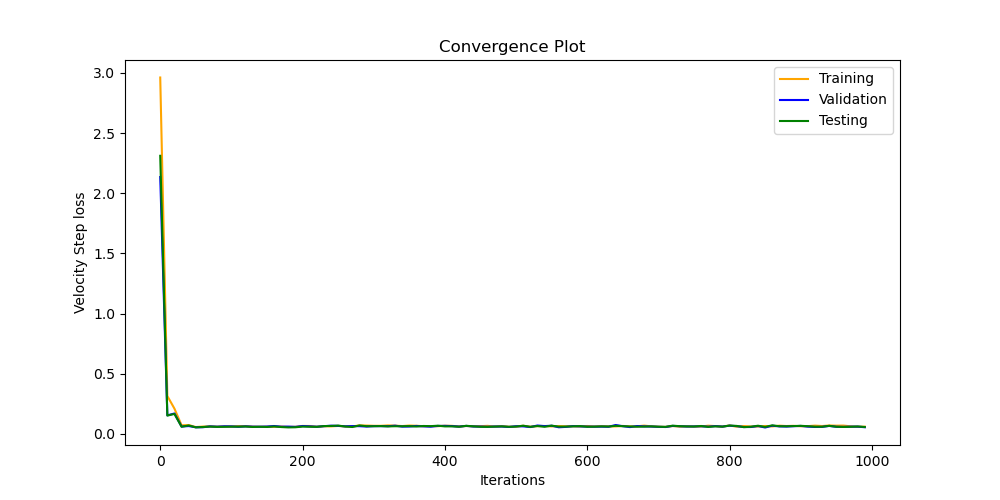 Convergence Plot
3.0
2.5
2.0
1.5
1.0
0.5
0.0
Velocity Step loss
Training
Validation
Testing
0 200 400 600 800 1000
Iterations